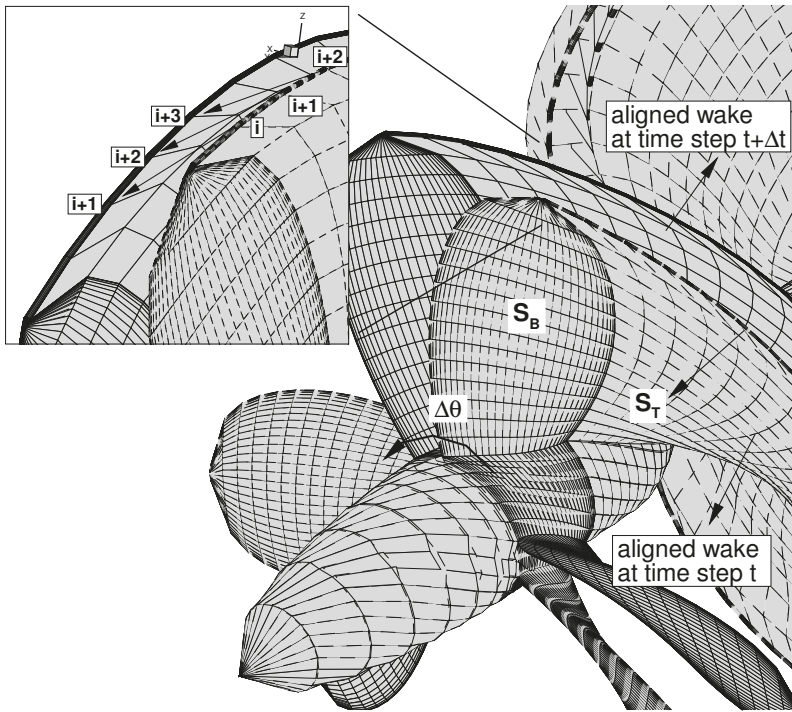 z
x
i+2
i+1
i+3
i
i+2
i+1
aligned wake
at time step t+Δt
S_B
S_T
Δθ
aligned wake
at time step t